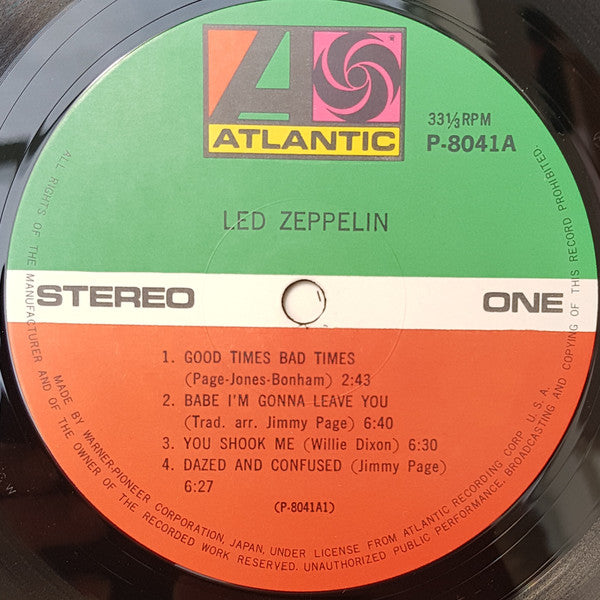 ATLANTIC
®
33⅓RPM
P-8041A
LED ZEPPELIN
STEREO
ONE
1. GOOD TIMES BAD TIMES
(Page-Jones-Bonham) 2:43
2. BABE I'M GONNA LEAVE YOU
(Trad. arr. Jimmy Page) 6:40
3. YOU SHOOK ME (Willie Dixon) 6:30
4. DAZED AND CONFUSED (Jimmy Page)
6:27
(P-8041A1)
MADE BY WARNER-PIONEER CORPORATION, JAPAN, UNDER LICENSE FROM ATLANTIC RECORDING CORP. U.S.A.
ALL RIGHTS OF THE MANUFACTURER AND OF THE OWNER OF THE RECORDED WORK RESERVED. UNAUTHORIZED PUBLIC PERFORMANCE, BROADCASTING AND COPYING OF THIS RECORD PROHIBITED.